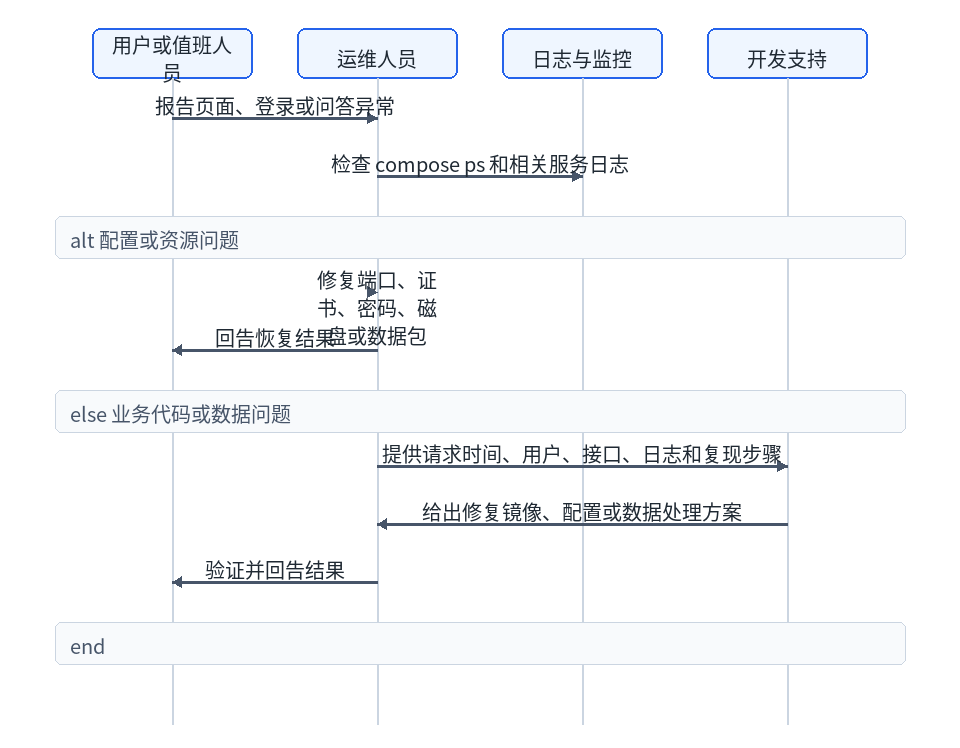 用户或值班人
员
运维人员
日志与监控
开发支持
报告页面、登录或问答异常
检查 compose ps 和相关服务日志
alt 配置或资源问题
修复端口、证
书、密码、磁
盘或数据包
回告恢复结果
else 业务代码或数据问题
提供请求时间、用户、接口、日志和复现步骤
给出修复镜像、配置或数据处理方案
验证并回告结果
end